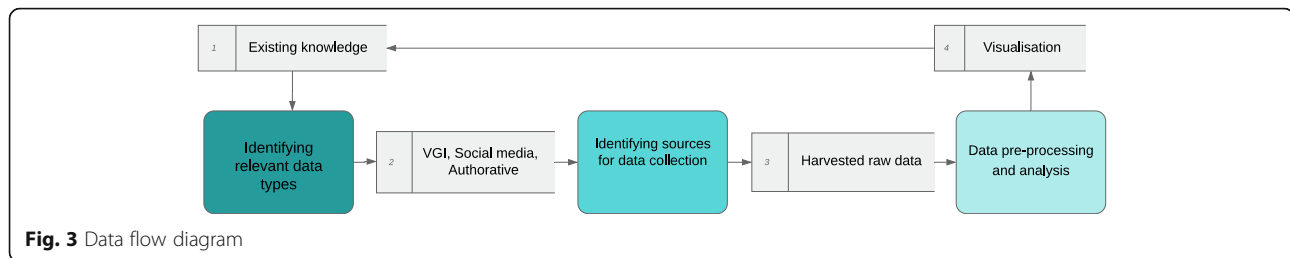 1 Existing knowledge
4 Visualisation
Identifying
relevant data
types
2 VGI, Social media,
Authorative
Identifying sources
for data collection
3 Harvested raw data
Data pre-processing
and analysis
Fig. 3 Data flow diagram